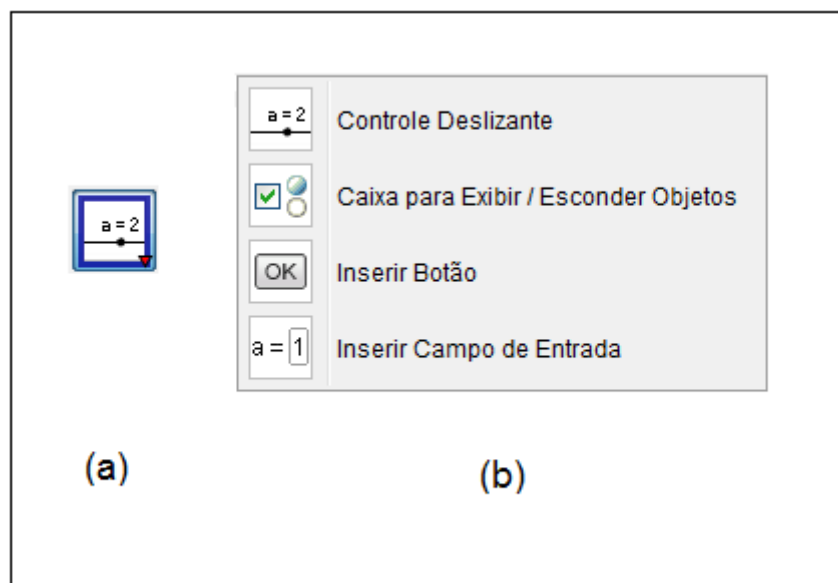 a = 2
Controle Deslizante
Caixa para Exibir / Esconder Objetos
a = 2
OK
Inserir Botão
a = 1
Inserir Campo de Entrada
(a)
(b)